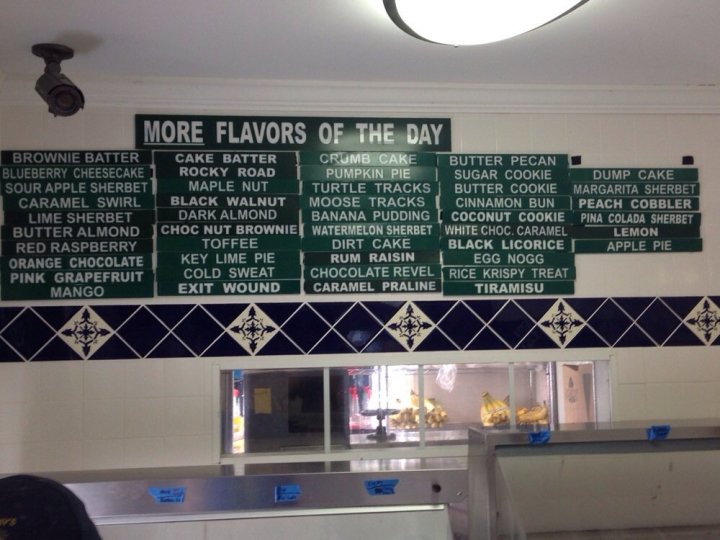 MORE FLAVORS OF THE DAY
BROWNIE BATTER
BLUEBERRY CHEESECAKE
SOUR APPLE SHERBET
CARAMEL SWIRL
LIME SHERBET
BUTTER ALMOND
RED RASPBERRY
ORANGE CHOCOLATE
PINK GRAPEFRUIT
MANGO
CAKE BATTER
ROCKY ROAD
MAPLE NUT
BLACK WALNUT
DARK ALMOND
CHOC NUT BROWNIE
TOFFEE
KEY LIME PIE
COLD SWEAT
EXIT WOUND
CRUMB CAKE
PUMPKIN PIE
TURTLE TRACKS
MOOSE TRACKS
BANANA PUDDING
WATERMELON SHERBET
DIRT CAKE
RUM RAISIN
CHOCOLATE REVEL
CARAMEL PRALINE
BUTTER PECAN
SUGAR COOKIE
BUTTER COOKIE
CINNAMON BUN
COCONUT COOKIE
WHITE CHOC. CARAMEL
BLACK LICORICE
EGG NOGG
RICE KRISPY TREAT
TIRAMISU
DUMP CAKE
MARGARITA SHERBET
PEACH COBBLER
PINA COLADA SHERBET
LEMON
APPLE PIE